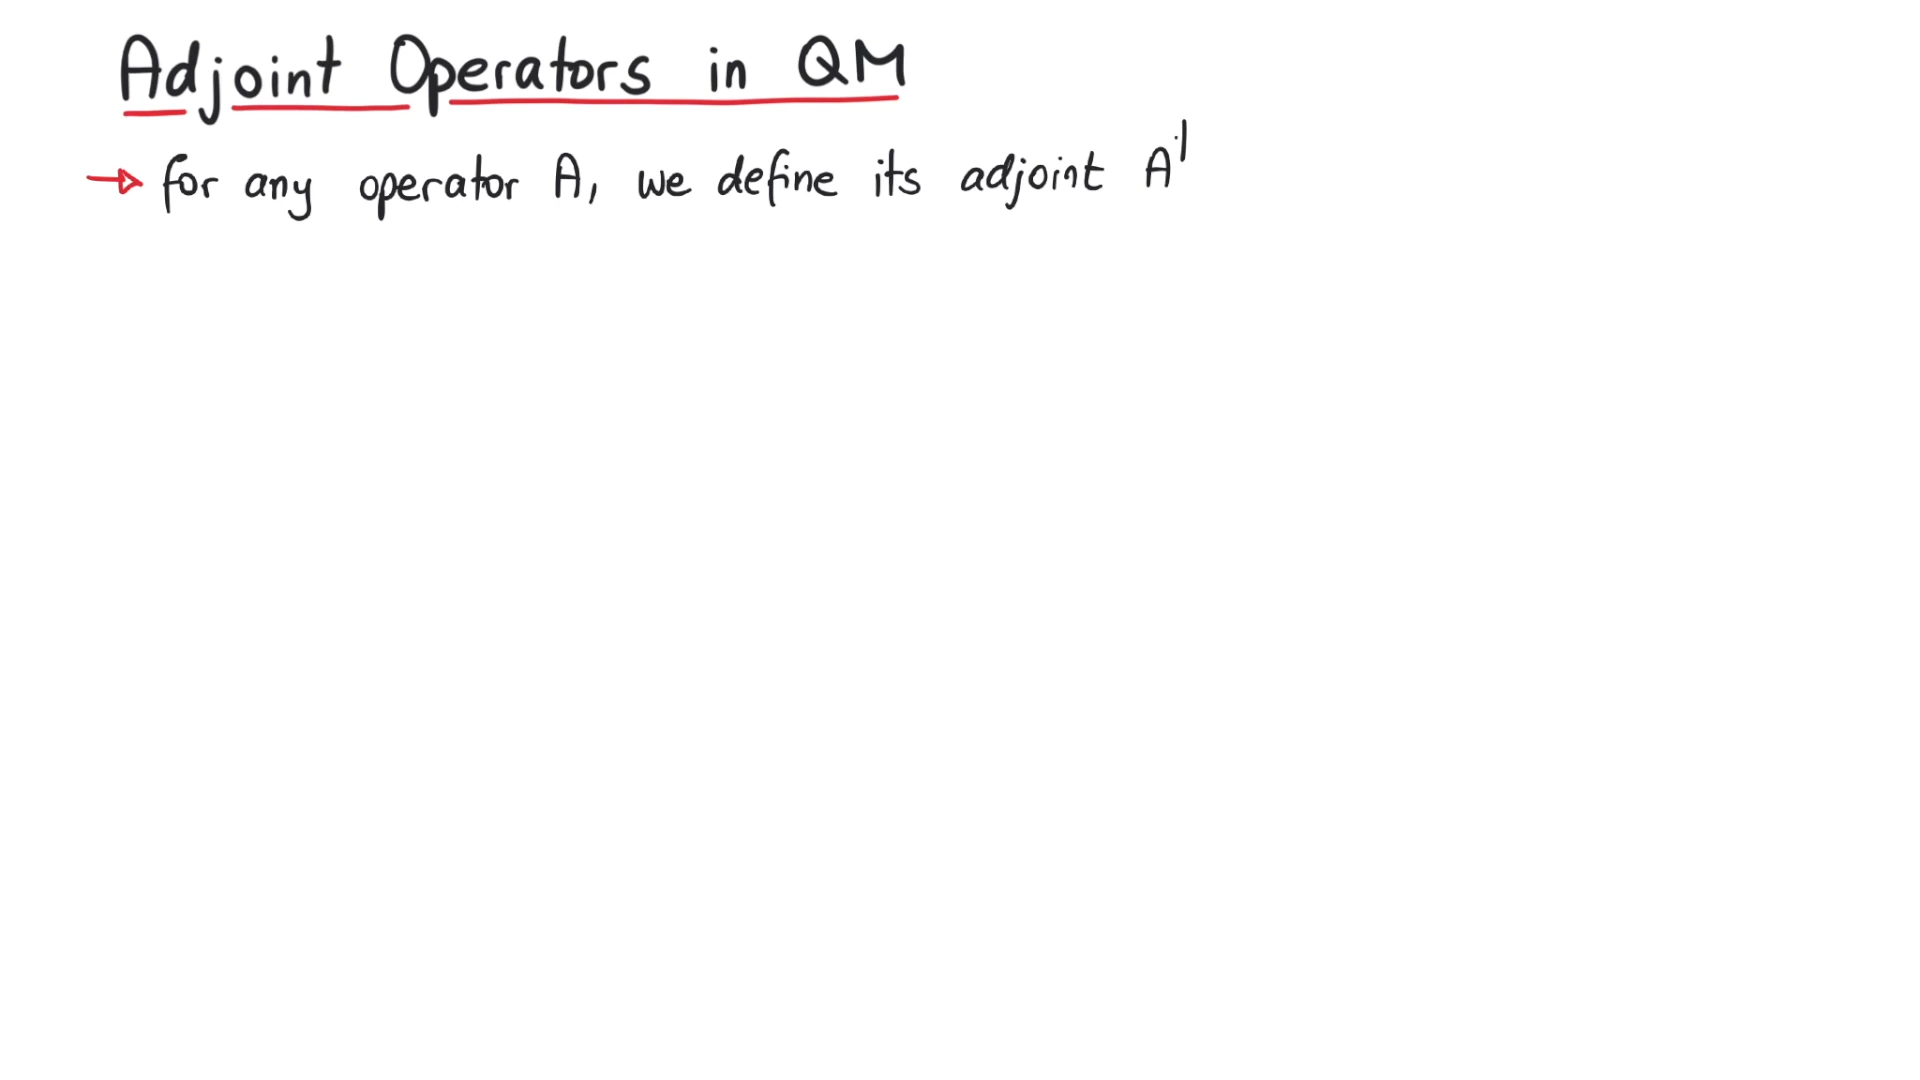 Adjoint Operators in QM
→ for any operator A, we define its adjoint A†